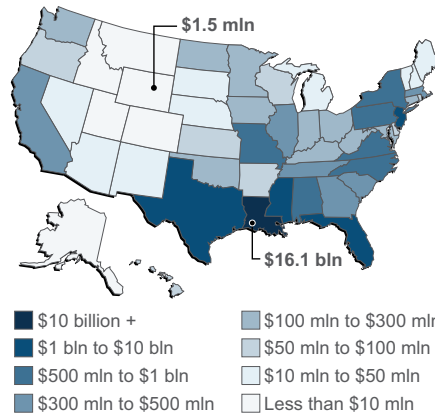 $1.5 mln
$16.1 bln
$10 billion +
$1 bln to $10 bln
$500 mln to $1 bln
$300 mln to $500 mln
$100 mln to $300 mln
$50 mln to $100 mln
$10 mln to $50 mln
Less than $10 mln